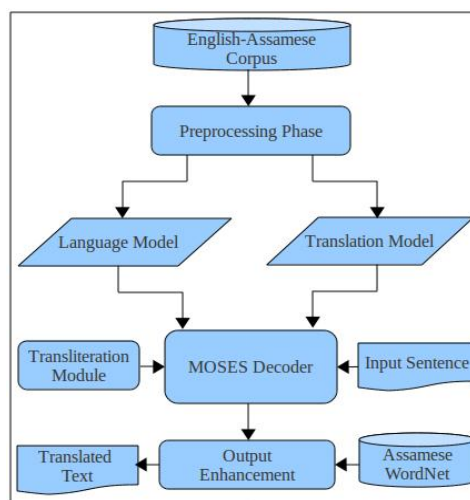 English-Assamese
Corpus
Preprocessing Phase
Language Model
Translation Model
Transliteration
Module
MOSES Decoder
Input Sentence
Translated
Text
Output
Enhancement
Assamese
WordNet